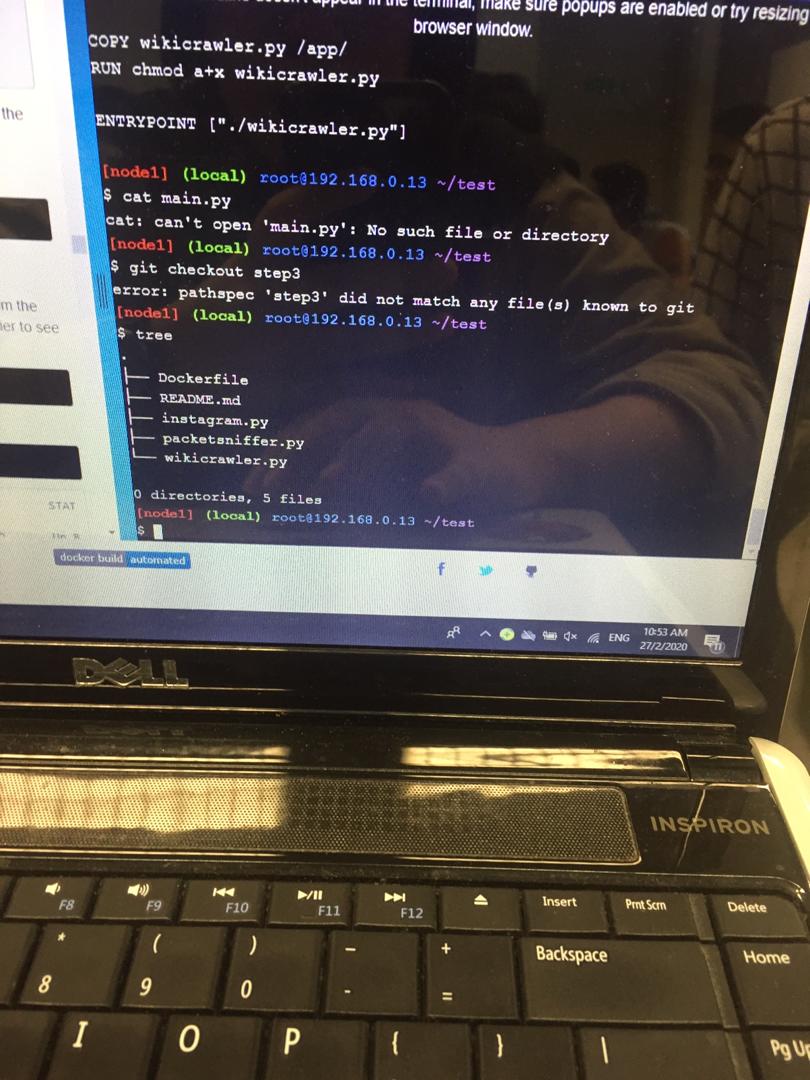 the terminal, make sure popups are enabled or try resizing
browser window.
COPY wikicrawler.py /app/
RUN chmod a+x wikicrawler.py
the
ENTRYPOINT ["./wikicrawler.py"]
[node1] (local) root@192.168.0.13 ~/test
$ cat main.py
cat: can't open 'main.py': No such file or directory
[node1] (local) root@192.168.0.13 ~/test
$ git checkout step3
error: pathspec 'step3' did not match any file(s) known to git
[node1] (local) root@192.168.0.13 ~/test
$ tree
.
├── Dockerfile
├── README.md
├── instagram.py
├── packetsniffer.py
└── wikicrawler.py
0 directories, 5 files
[node1] (local) root@192.168.0.13 ~/test
$
m the
to see
STAT
docker build automated
ENG
10:53 AM
27/2/2020
11
DELL
INSPIRON
F8 F9 F10 F11 F12 Insert Prnt Scrn Delete
* ( ) - + Backspace Home
8 9 0 - =
I O P { } | Pg Up